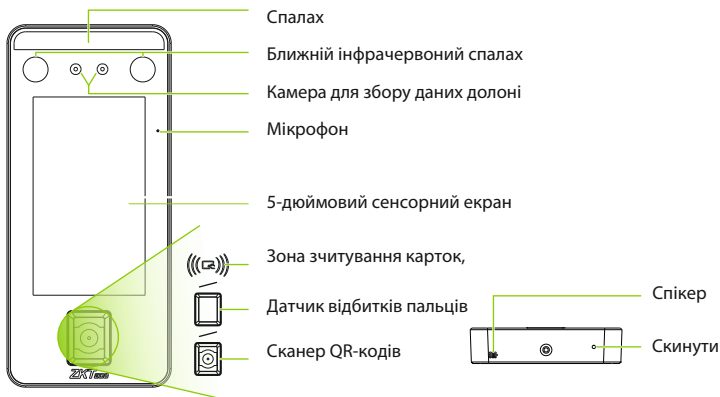 Спалах
Ближній інфрачервоний спалах
Камера для збору даних долоні
Мікрофон
5-дюймовий сенсорний екран
Зона зчитування карток,
Датчик відбитків пальців
Сканер QR-кодів
Спікер
Скинути